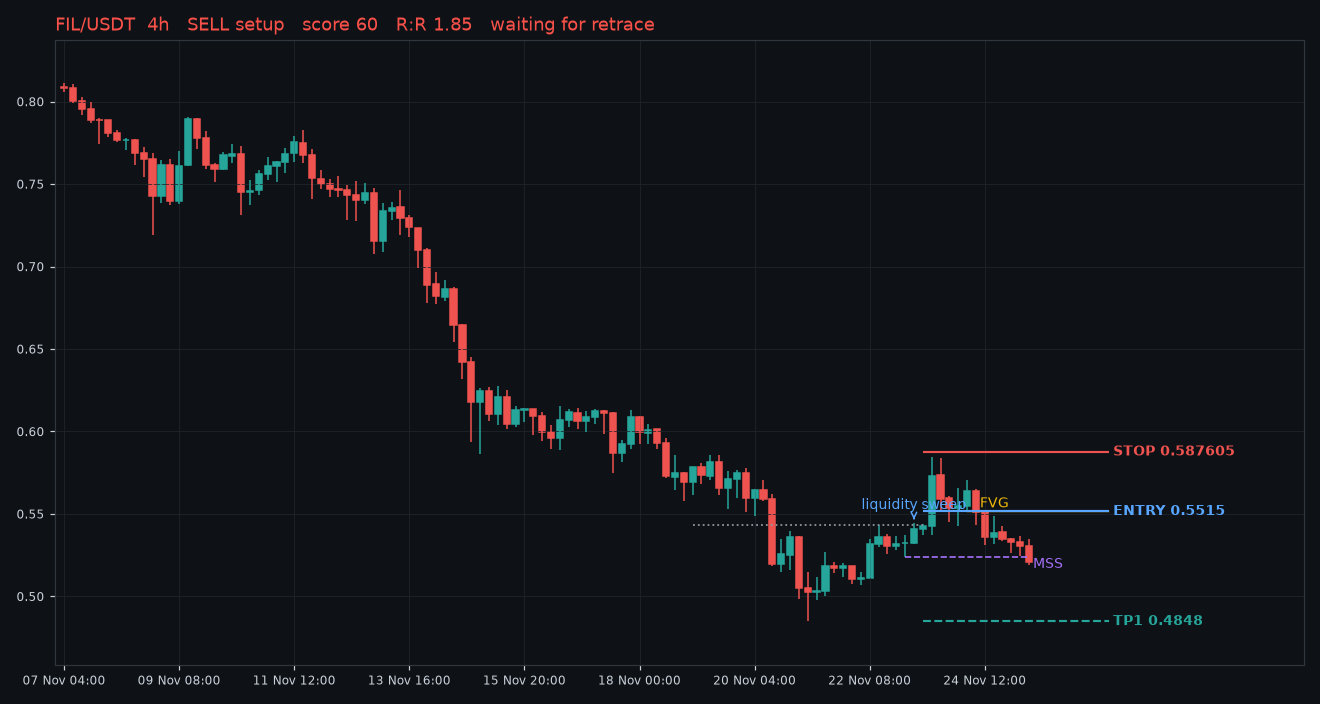 FIL/USDT 4h SELL setup score 60 R:R 1.85 waiting for retrace
0.80
0.75
0.70
0.65
0.60
0.55
0.50
STOP 0.587605
liquidity sweep
FVG
ENTRY 0.5515
MSS
TP1 0.4848
07 Nov 04:00
09 Nov 08:00
11 Nov 12:00
13 Nov 16:00
15 Nov 20:00
18 Nov 00:00
20 Nov 04:00
22 Nov 08:00
24 Nov 12:00